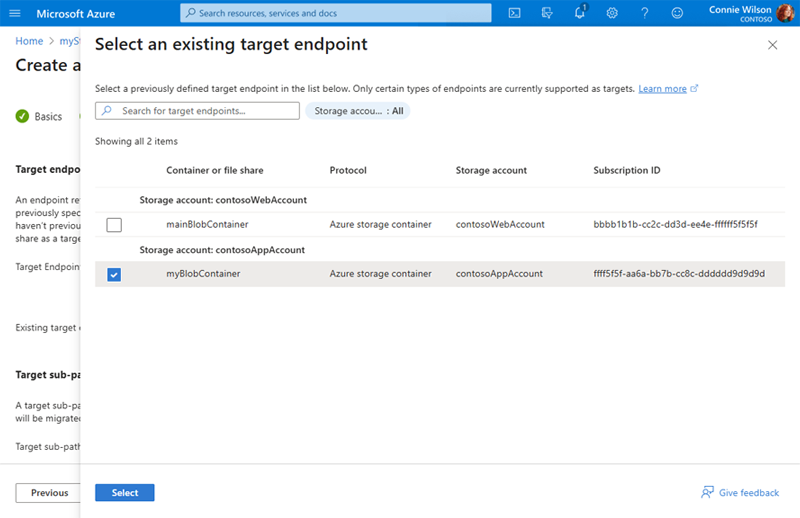 Microsoft Azure
Search resources, services and docs
1
Connie Wilson
CONTOSO
Home > myS
Create a
Select an existing target endpoint
Select a previously defined target endpoint in the list below. Only certain types of endpoints are currently supported as targets. Learn more
Search for target endpoints...
Storage accou... : All
Basics
Showing all 2 items
Container or file share Protocol Storage account Subscription ID
Target endpo
Storage account: contosoWebAccount
An endpoint re
previously spec
mainBlobContainer Azure storage container contosoWebAccount bbbb1b1b-cc2c-dd3d-ee4e-ffffff5f5f5f
haven't previou
share as a targe
Storage account: contosoAppAccount
Target Endpoint
myBlobContainer Azure storage container contosoAppAccount ffff5f5f-aa6a-bb7b-cc8c-dddddd9d9d9d
Existing target e
Target sub-pa
A target sub-pa
will be migrated
Target sub-path
Previous
Select
Give feedback